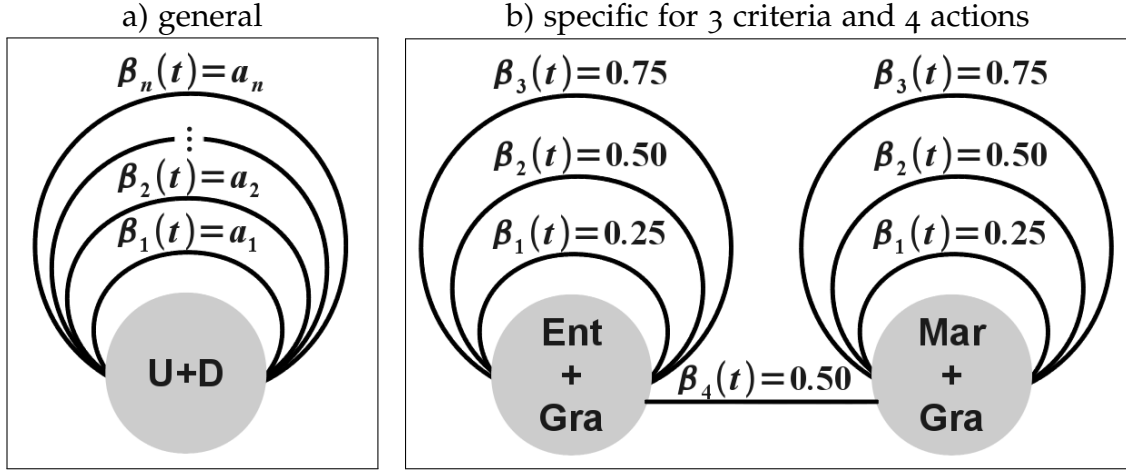 a) general
β_n(t)=a_n
⋮
β_2(t)=a_2
β_1(t)=a_1
U+D
b) specific for 3 criteria and 4 actions
β_3(t)=0.75
β_2(t)=0.50
β_1(t)=0.25
Ent
+
Gra
β_4(t)=0.50
β_3(t)=0.75
β_2(t)=0.50
β_1(t)=0.25
Mar
+
Gra